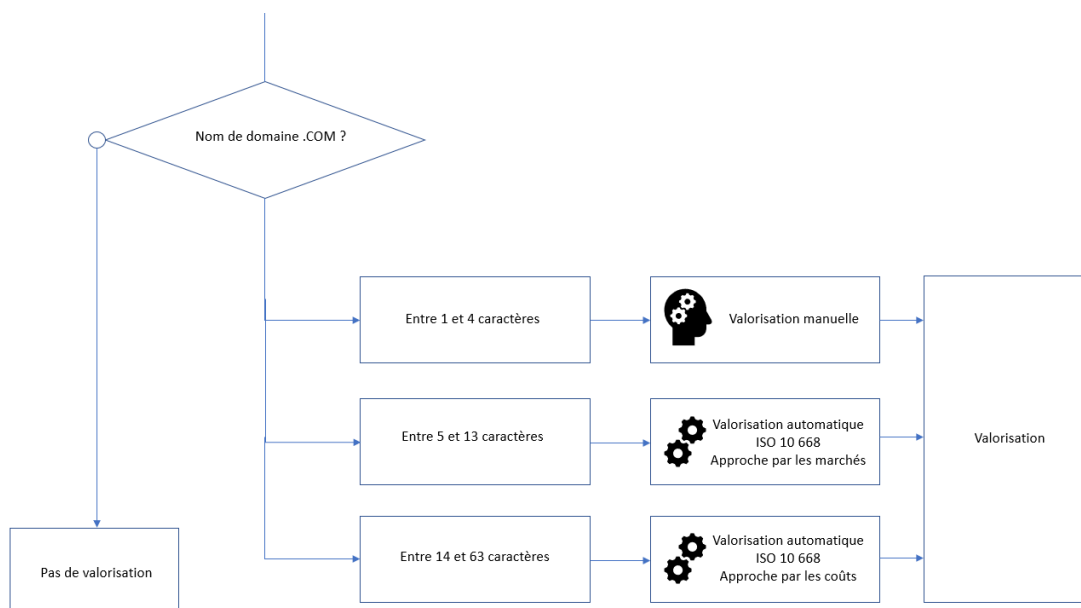 Nom de domaine .COM ?
Entre 1 et 4 caractères
Valorisation manuelle
Entre 5 et 13 caractères
Valorisation automatique
ISO 10 668
Approche par les marchés
Valorisation
Entre 14 et 63 caractères
Valorisation automatique
ISO 10 668
Approche par les coûts
Pas de valorisation